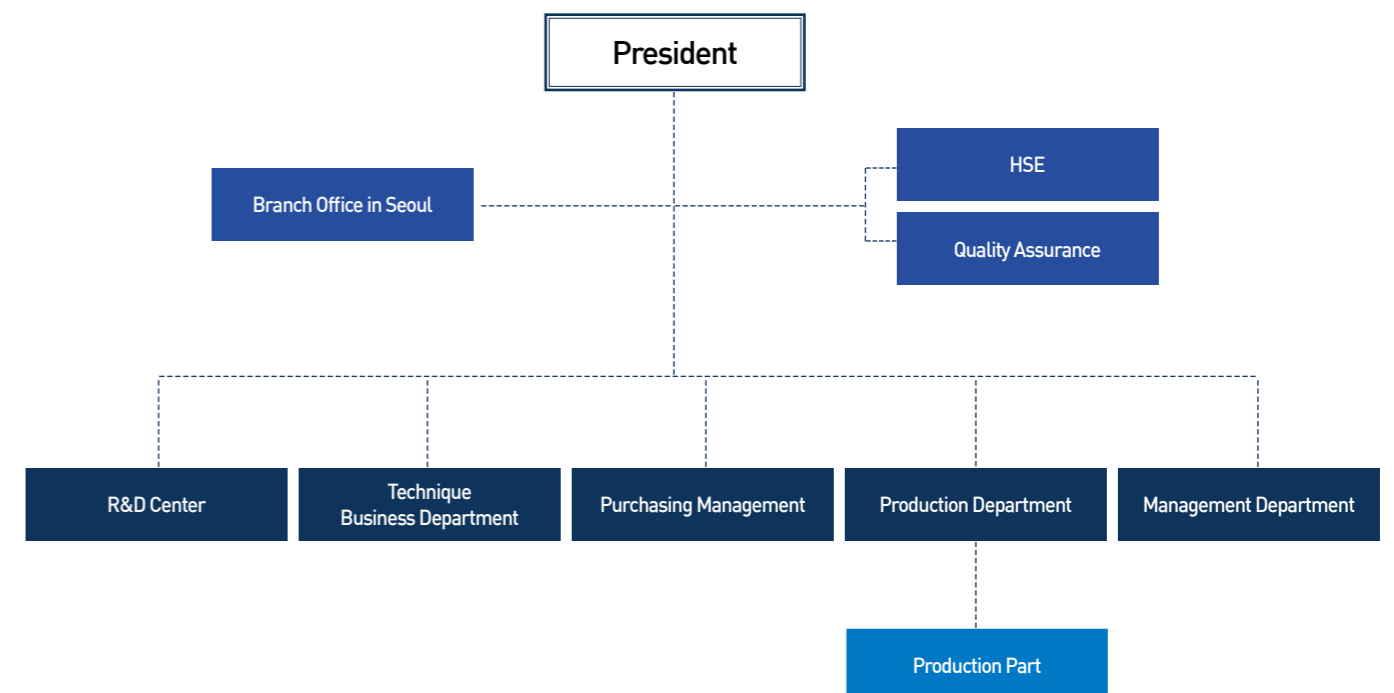 President
Branch Office in Seoul
HSE
Quality Assurance
R&D Center
Technique
Business Department
Purchasing Management
Production Department
Management Department
Production Part